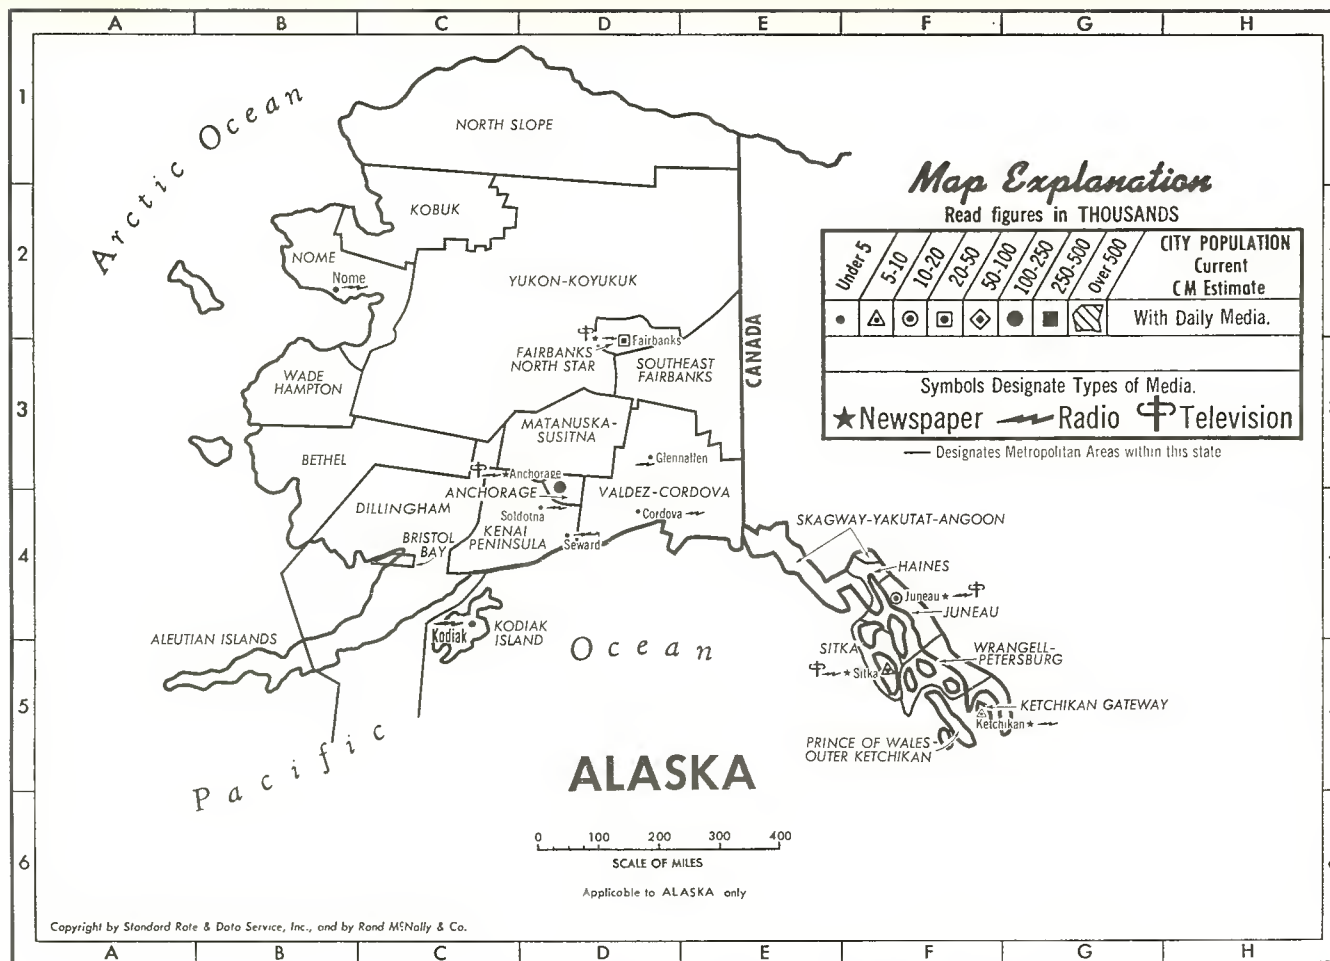 A B C D E F G H
1
2
3
4
5
6
Arctic Ocean
NORTH SLOPE
KOBUK
NOME
Nome
YUKON-KOYUKUK
Fairbanks
FAIRBANKS
NORTH STAR
SOUTHEAST
FAIRBANKS
CANADA
WADE
HAMPTON
MATANUSKA-
SUSITNA
BETHEL
Glennallen
Anchorage
ANCHORAGE
VALDEZ-CORDOVA
DILLINGHAM
Soldotna
Cordova
BRISTOL
BAY
KENAI
PENINSULA
Seward
SKAGWAY-YAKUTAT-ANGOON
HAINES
Juneau
JUNEAU
ALEUTIAN ISLANDS
Kodiak
KODIAK
ISLAND
SITKA
Sitka
WRANGELL-
PETERSBURG
KETCHIKAN GATEWAY
Ketchikan
PRINCE OF WALES-
OUTER KETCHIKAN
Pacific Ocean
Map Explanation
Read figures in THOUSANDS
Under 5
5-10
10-20
20-50
50-100
100-250
250-500
Over 500
CITY POPULATION
Current
CM Estimate
With Daily Media.
Symbols Designate Types of Media.
Newspaper Radio Television
Designates Metropolitan Areas within this state
ALASKA
0 100 200 300 400
SCALE OF MILES
Applicable to ALASKA only
Copyright by Standard Rate & Data Service, Inc., and by Rand McNally & Co.
A B C D E F G H